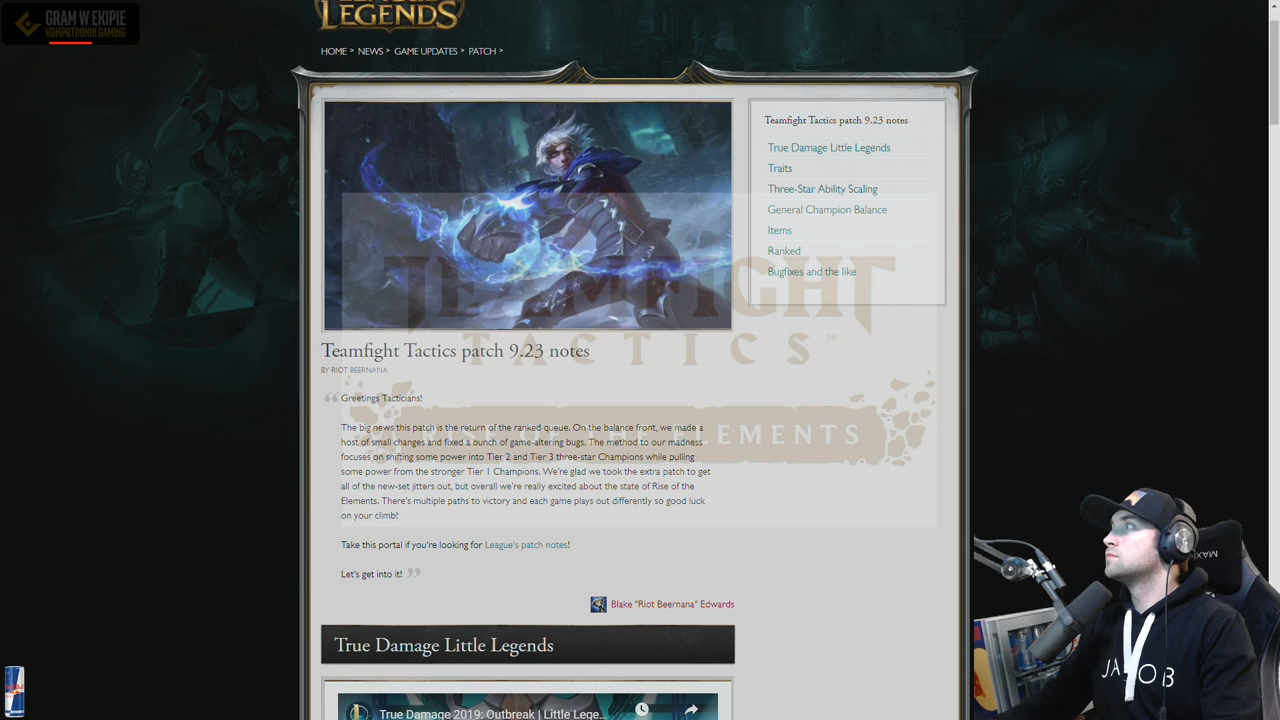 GRAM W EKIPIE
KOMPUTRONIK GAMING
LEGENDS
HOME > NEWS > GAME UPDATES > PATCH >
Teamfight Tactics patch 9.23 notes
True Damage Little Legends
Traits
Three-Star Ability Scaling
General Champion Balance
Items
Ranked
Bugfixes and the like
TEAMFIGHT
TACTICS™
RISE OF THE ELEMENTS
Teamfight Tactics patch 9.23 notes
BY RIOT BEERNANA
“ Greetings Tacticians!
The big news this patch is the return of the ranked queue. On the balance front, we made a
host of small changes and fixed a bunch of game-altering bugs. The method to our madness
focuses on shifting some power into Tier 2 and Tier 3 three-star Champions while pulling
some power from the stronger Tier 1 Champions. We're glad we took the extra patch to get
all of the new-set jitters out, but overall we're really excited about the state of Rise of the
Elements. There's multiple paths to victory and each game plays out differently so good luck
on your climb!
Take this portal if you're looking for League's patch notes!
Let's get into it! ”
Blake "Riot Beernana" Edwards
True Damage Little Legends
True Damage 2019: Outbreak | Little Lege...